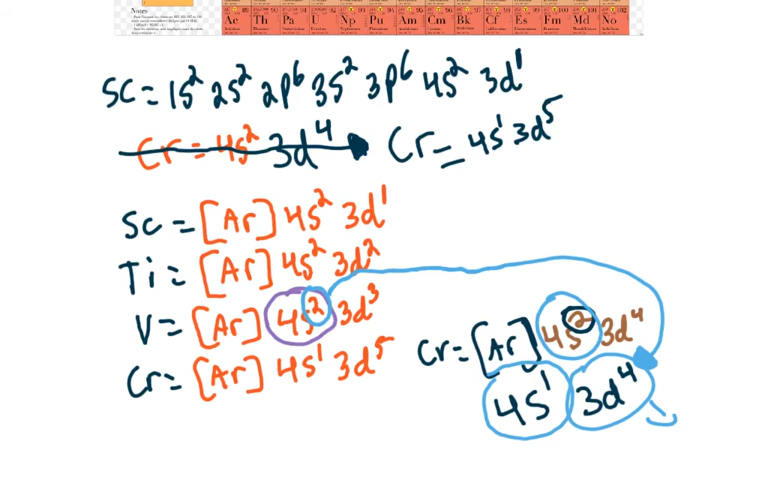 Notes
Ac Th Pa U Np Pu Am Cm Bk Cf Es Fm Md No
Sc = 1s² 2s² 2p⁶ 3s² 3p⁶ 4s² 3d¹
Cr = 4s² 3d⁴ Cr = 4s¹ 3d⁵
Sc = [Ar] 4s² 3d¹
Ti = [Ar] 4s² 3d²
V = [Ar] 4s² 3d³
Cr = [Ar] 4s¹ 3d⁵
Cr = [Ar] 4s² 3d⁴
4s¹ 3d⁴